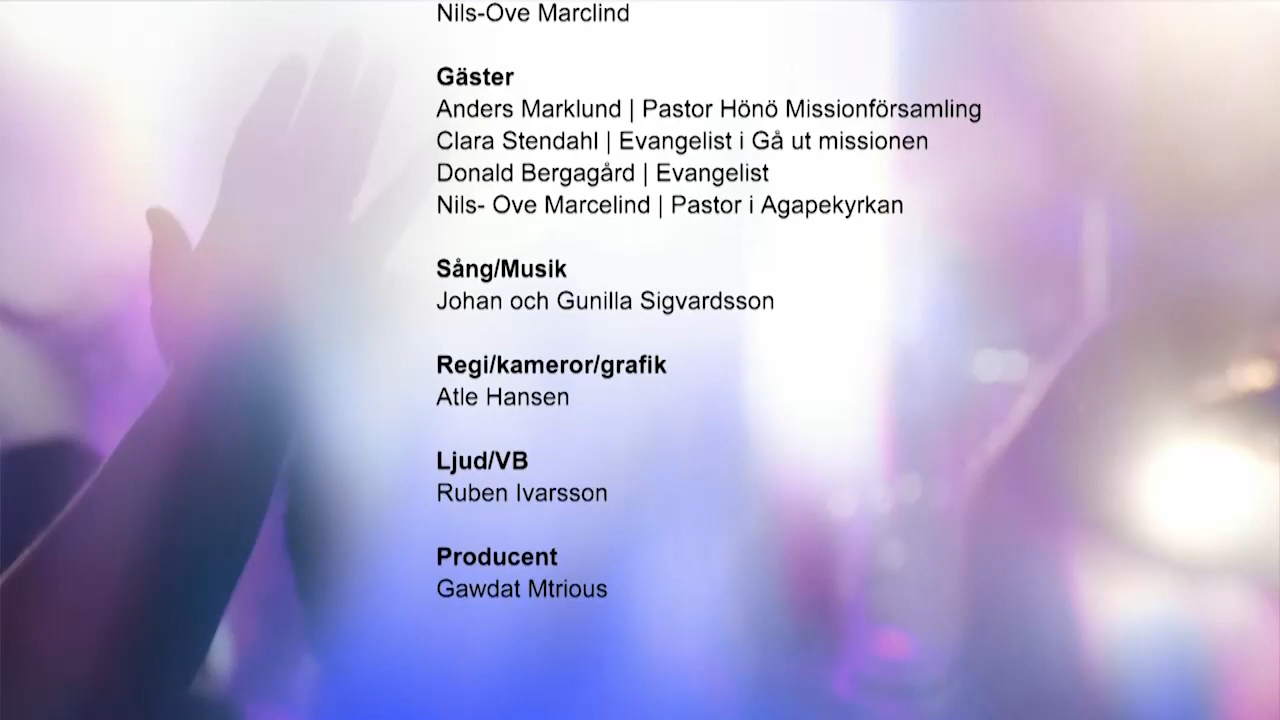 Nils-Ove Marclind
Gäster
Anders Marklund | Pastor Hönö Missionförsamling
Clara Stendahl | Evangelist i Gå ut missionen
Donald Bergagård | Evangelist
Nils- Ove Marcelind | Pastor i Agapekyrkan
Sång/Musik
Johan och Gunilla Sigvardsson
Regi/kameror/grafik
Atle Hansen
Ljud/VB
Ruben Ivarsson
Producent
Gawdat Mtrious